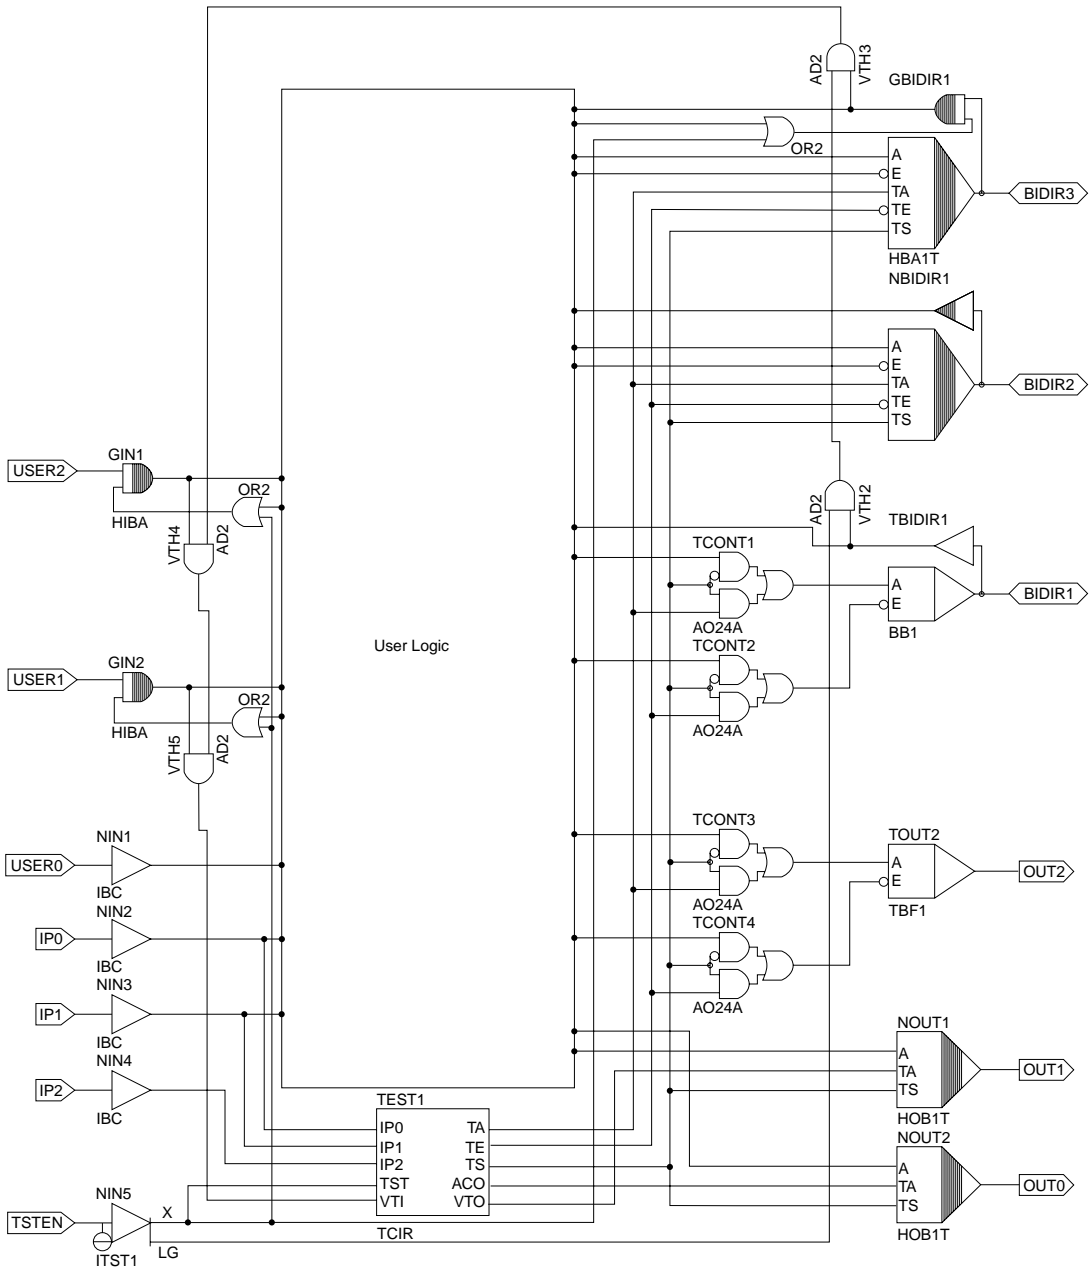 AD2
VTH3
GBIDIR1
OR2
A
E
TA
TE
TS
BIDIR3
HBA1T
NBIDIR1
A
E
TA
TE
TS
BIDIR2
GIN1
USER2
OR2
HIBA
VTH4
AD2
AD2
VTH2
TBIDIR1
TCONT1
A
E
BIDIR1
BB1
AO24A
User Logic
TCONT2
AO24A
GIN2
USER1
OR2
HIBA
VTH5
AD2
TCONT3
TOUT2
NIN1
USER0
A
E
OUT2
IBC
AO24A
TBF1
NIN2
TCONT4
IP0
IBC
NIN3
AO24A
IP1
NOUT1
IBC
A
NIN4
TA
OUT1
IP2
TS
TEST1
IBC
HOB1T
IP0
TA
NOUT2
IP1
TE
IP2
TS
A
TST
ACO
TA
OUT0
VTI
VTO
TS
NIN5
X
TSTEN
TCIR
HOB1T
LG
ITST1